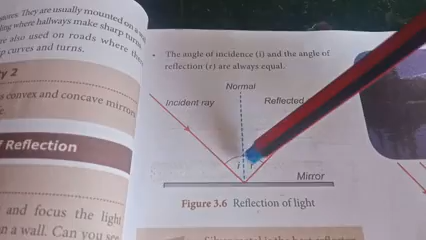 They are usually mounted on a
where hallways make sharp turns
also used on roads where
curves and turns.
y 2
convex and concave mirror
f Reflection
and focus the light
a wall. Can you see
• The angle of incidence (i) and the angle of
reflection (r) are always equal.
Normal
Incident ray
Reflected
i
Mirror
Figure 3.6 Reflection of light